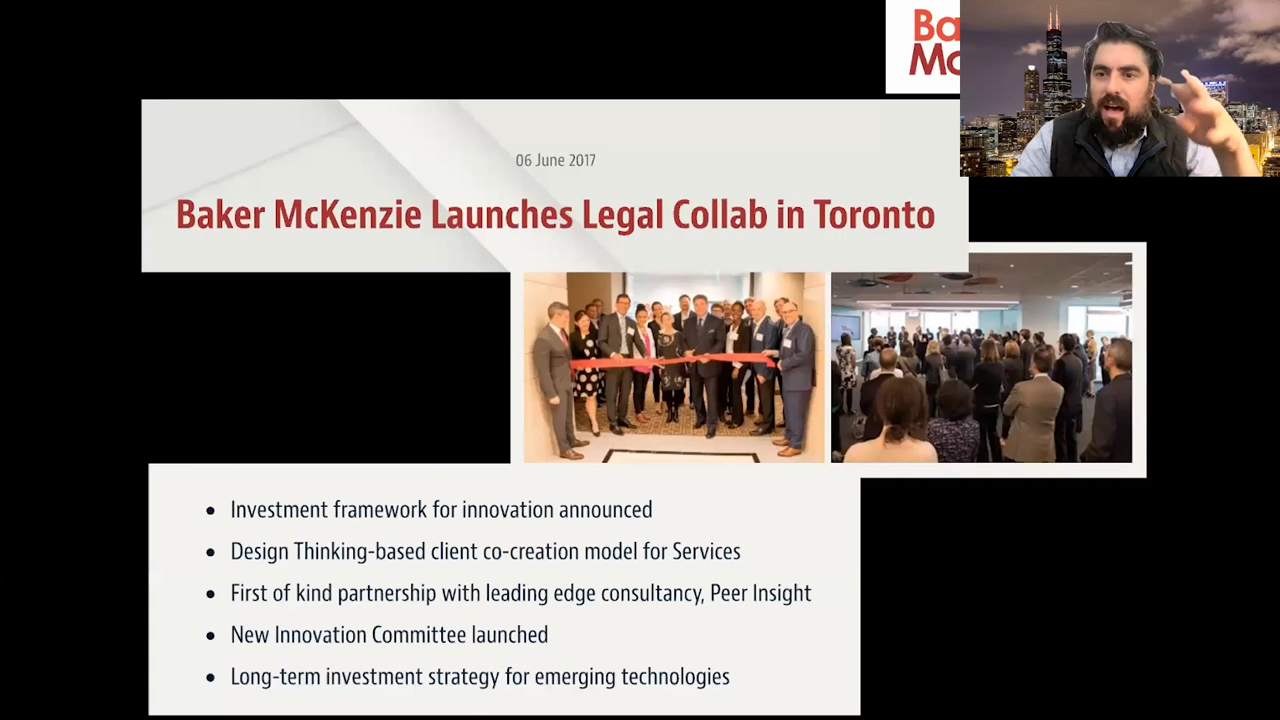 Ba
Mc
06 June 2017
Baker McKenzie Launches Legal Collab in Toronto
• Investment framework for innovation announced
• Design Thinking-based client co-creation model for Services
• First of kind partnership with leading edge consultancy, Peer Insight
• New Innovation Committee launched
• Long-term investment strategy for emerging technologies